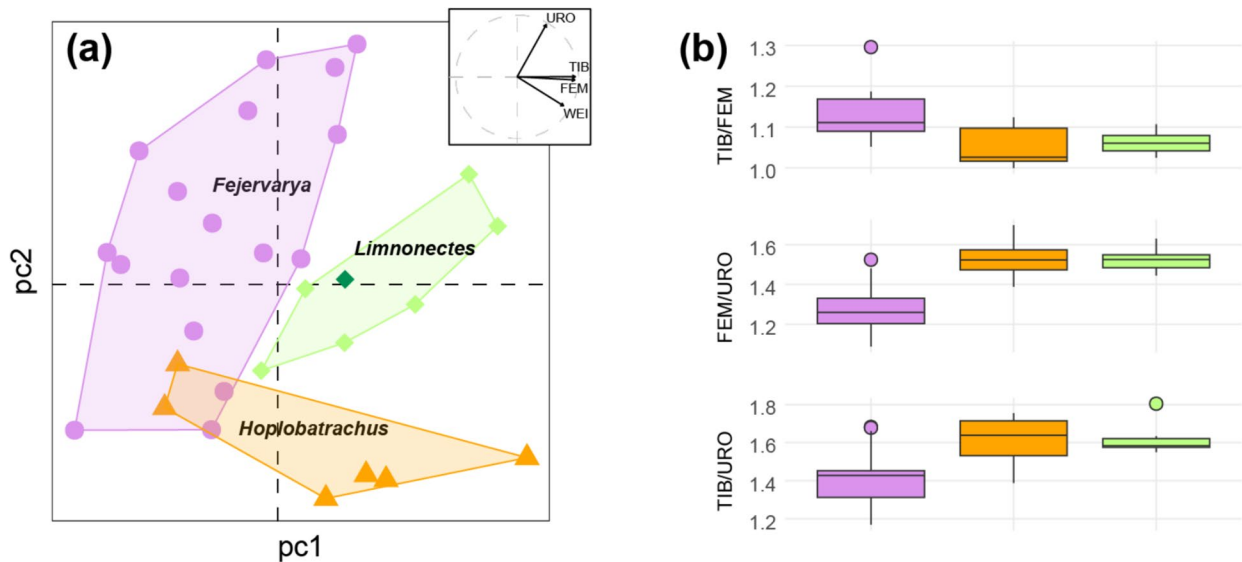 (a)
URO
TIB
FEM
WEI
Fejervarya
Limnonectes
Hoplobatrachus
pc2
pc1
(b)
TIB/FEM
1.3
1.2
1.1
1.0
FEM/URO
1.6
1.4
1.2
TIB/URO
1.8
1.6
1.4
1.2